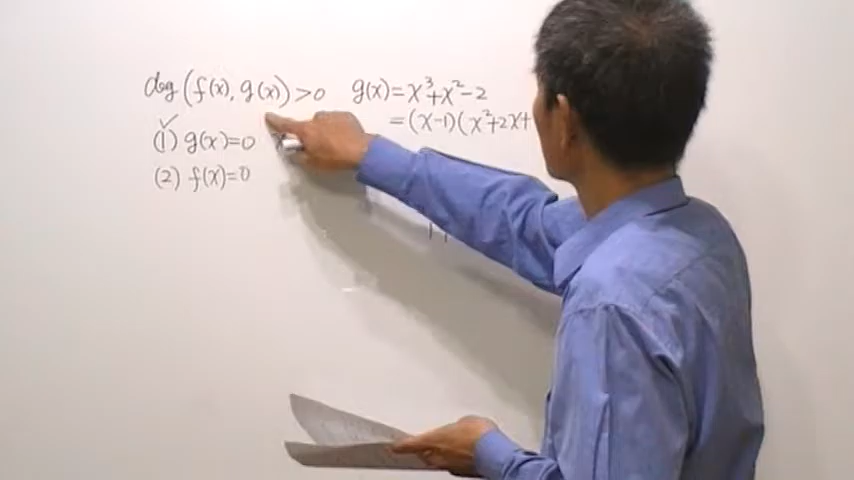 deg (f(x), g(x)) > 0 g(x) = x³+x²-2
✓ = (x-1)(x²+2x+
(1) g(x)=0
(2) f(x)=0